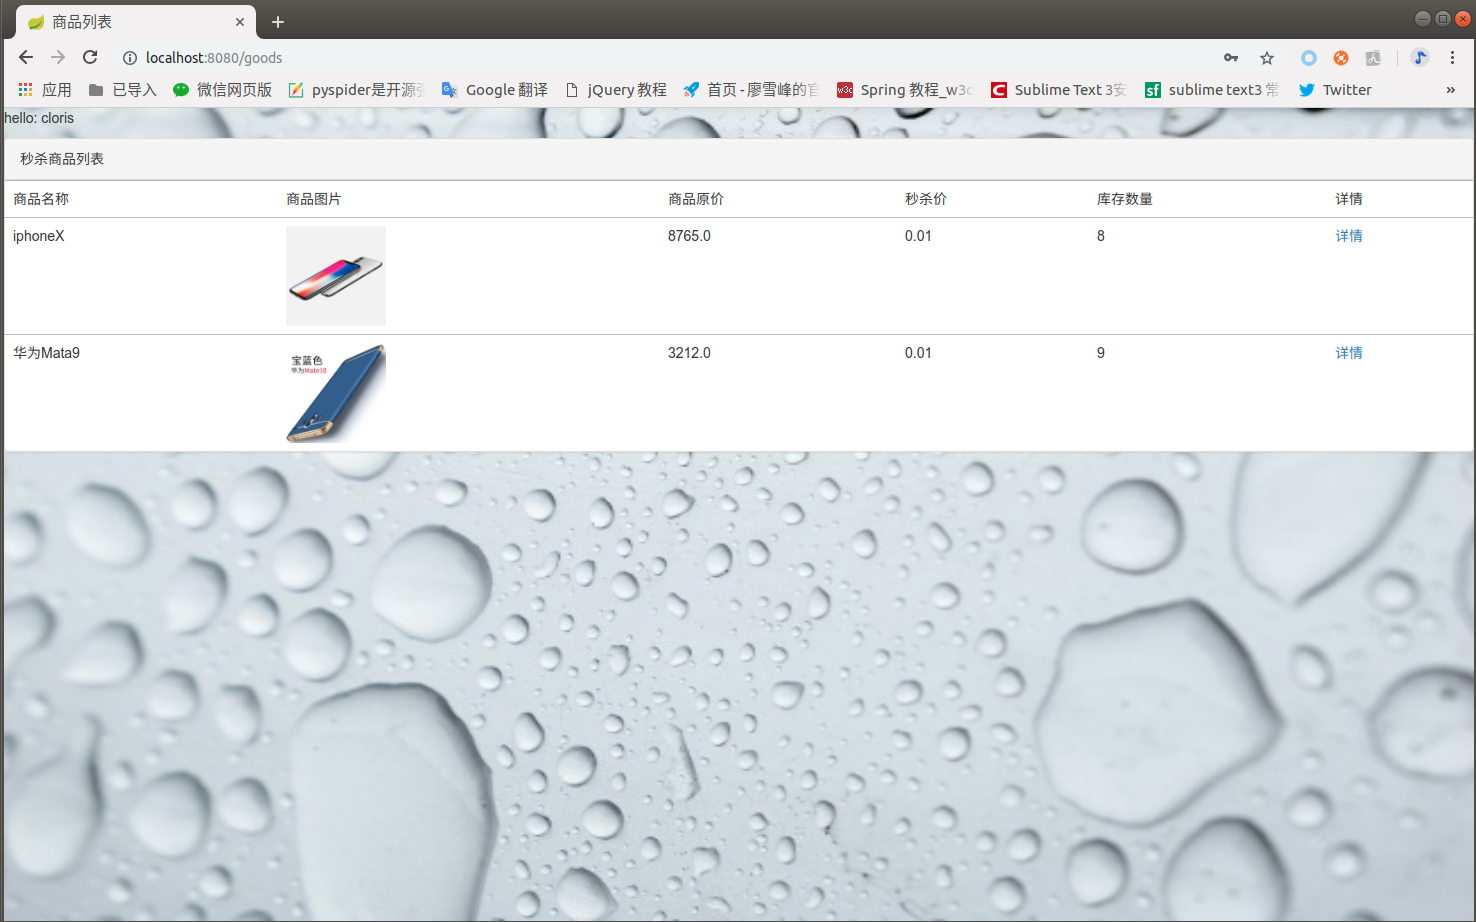 商品列表
localhost:8080/goods
应用 已导入 微信网页版 pyspider是开源 Google 翻译 jQuery 教程 首页 - 廖雪峰的官 Spring 教程_w3c Sublime Text 3安 sublime text3 常 Twitter »
hello: cloris
秒杀商品列表
商品名称 商品图片 商品原价 秒杀价 库存数量 详情
iphoneX 8765.0 0.01 8 详情
华为Mata9 3212.0 0.01 9 详情
宝蓝色
华为Mate10